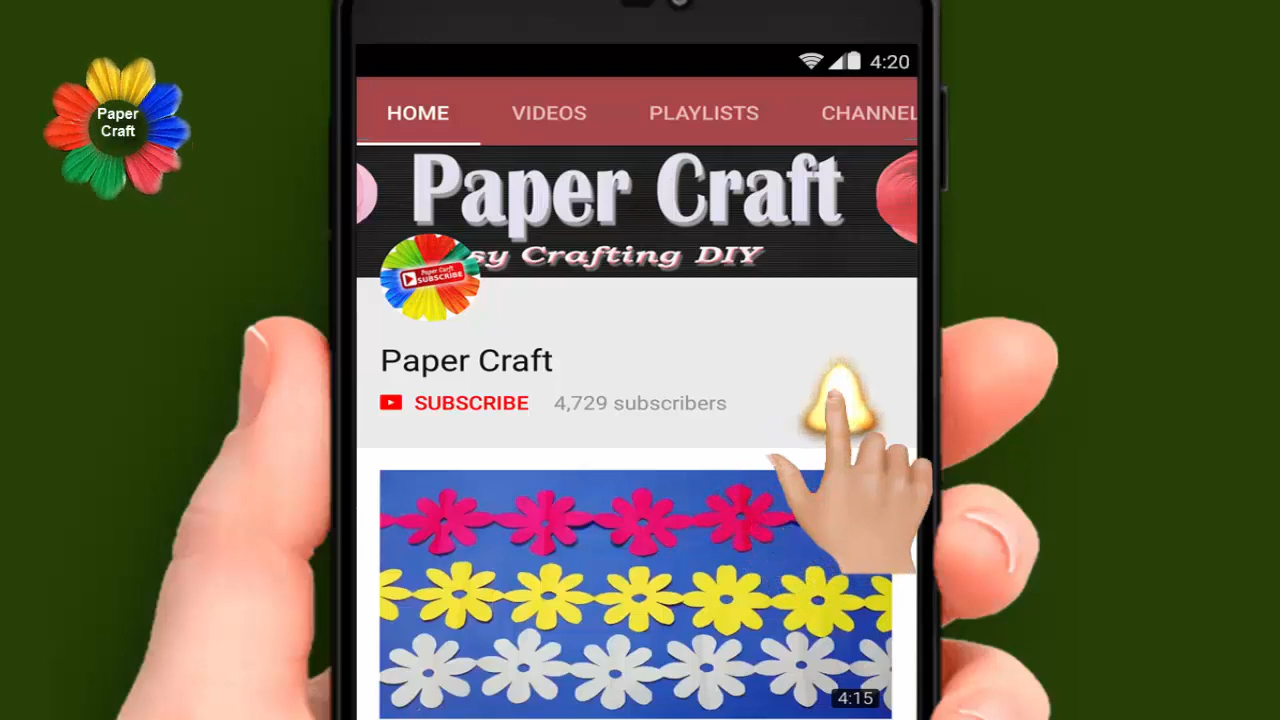 Paper
Craft
4:20
HOME VIDEOS PLAYLISTS CHANNEL
Paper Craft
sy Crafting DIY
Paper Craft
SUBSCRIBE
Paper Craft
SUBSCRIBE 4,729 subscribers
4:15